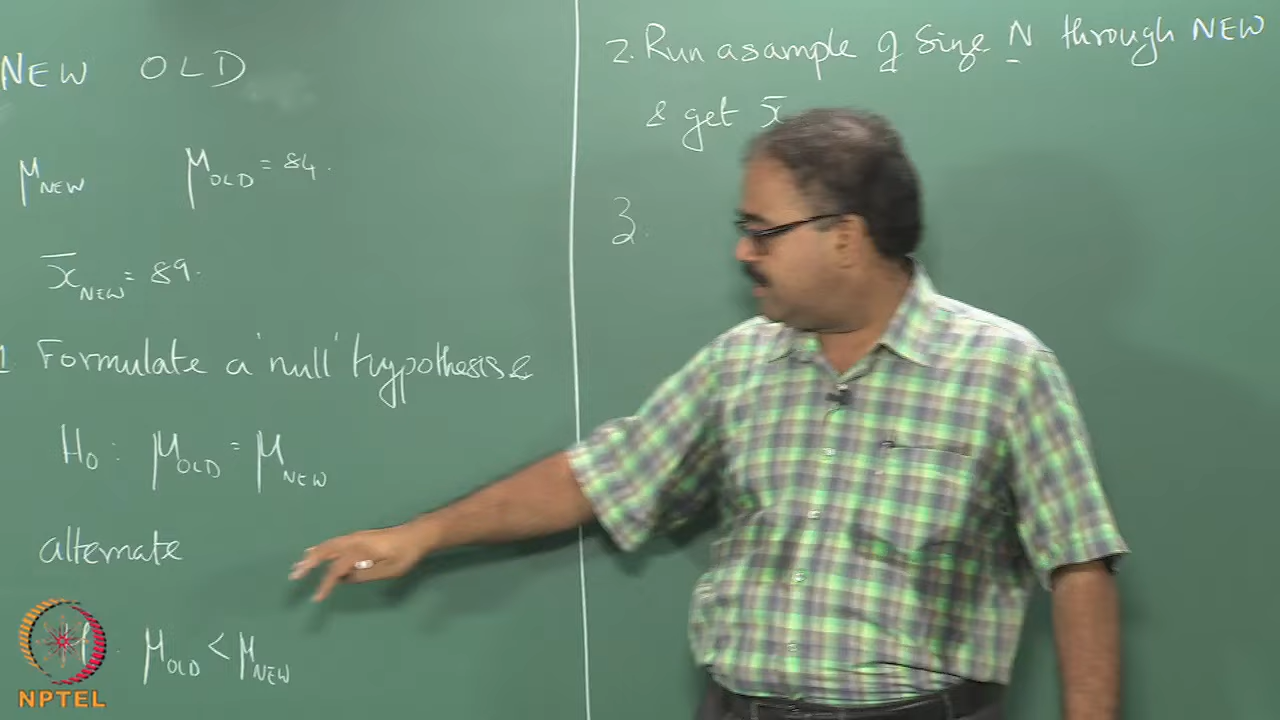 NEW OLD
μNEW μOLD = 84.
x̄NEW = 89.
1. Formulate a 'null' hypothesis &
H0 : μOLD = μNEW
alternate
μOLD < μNEW
2. Run a sample of Size N through NEW
& get x̄
3.
NPTEL